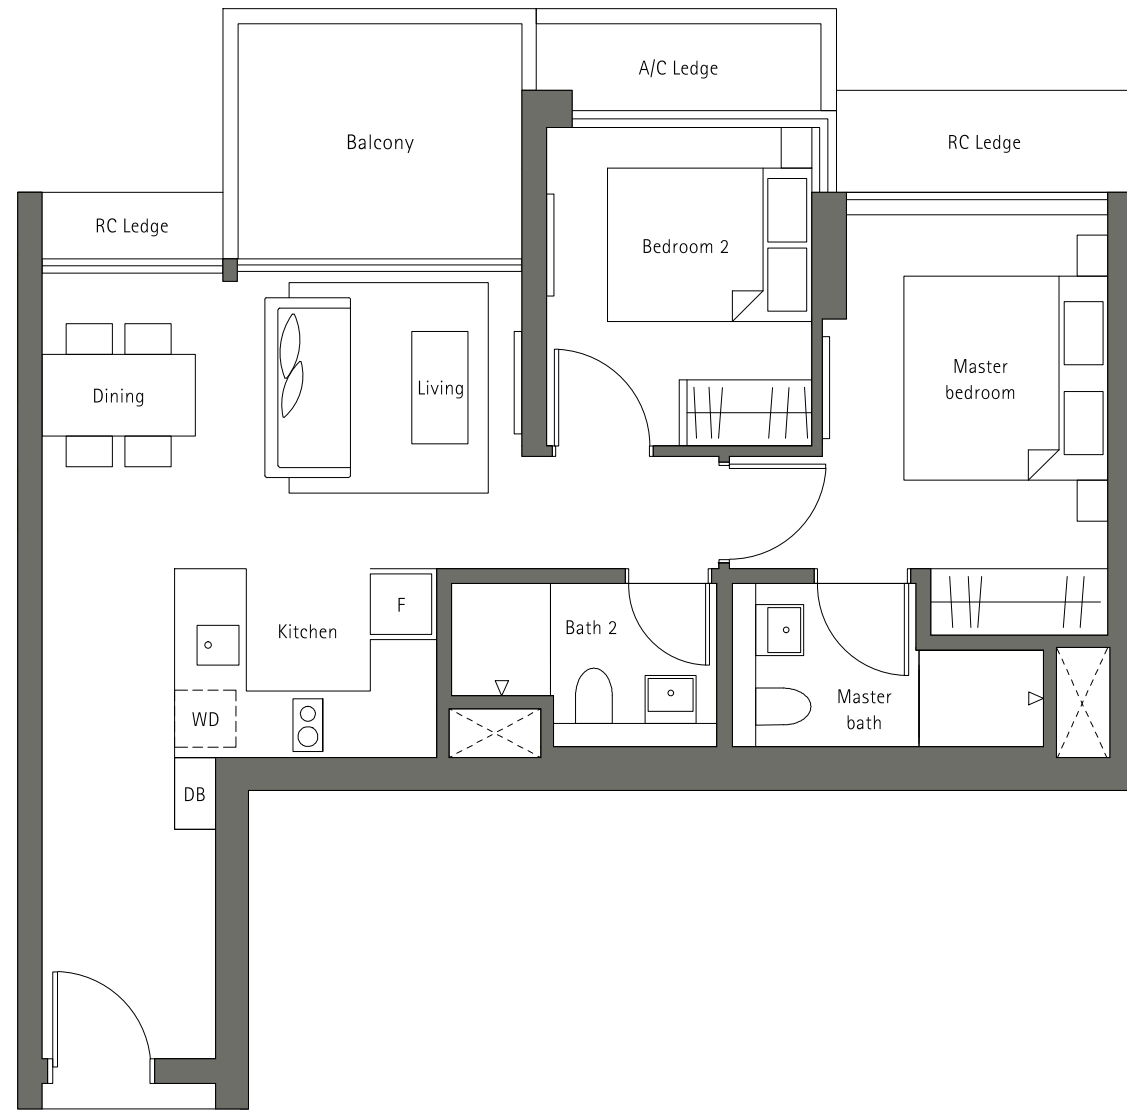 A/C Ledge
Balcony
RC Ledge
RC Ledge
Bedroom 2
Master
bedroom
Living
Dining
F
Bath 2
Kitchen
Master
bath
WD
DB